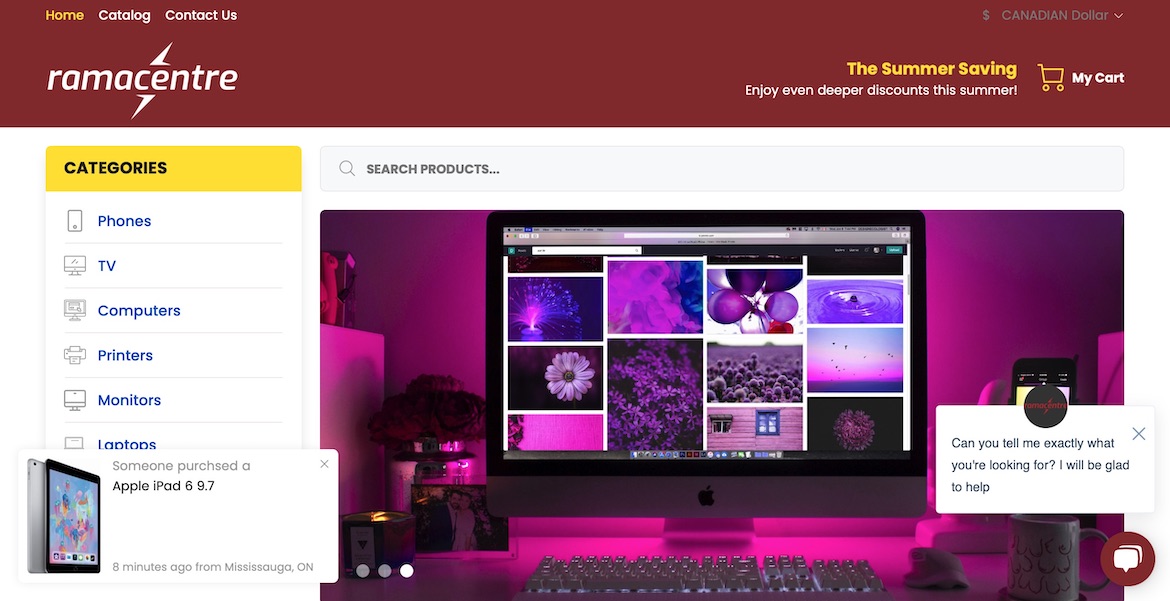 Home Catalog Contact Us
$ CANADIAN Dollar
ramacentre
The Summer Saving
Enjoy even deeper discounts this summer!
My Cart
CATEGORIES
SEARCH PRODUCTS...
Phones
TV
Computers
Printers
Monitors
Laptops
Someone purchsed a
Apple iPad 6 9.7
8 minutes ago from Mississauga, ON
ramacentre
Can you tell me exactly what
you're looking for? I will be glad
to help